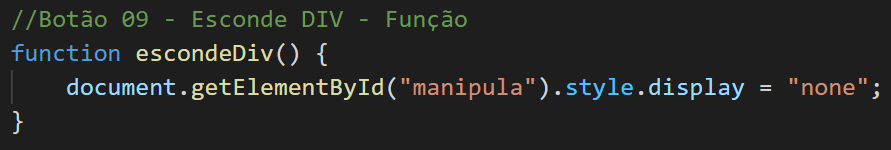 //Botão 09 - Esconde DIV - Função
function escondeDiv() {
    document.getElementById("manipula").style.display = "none";
}